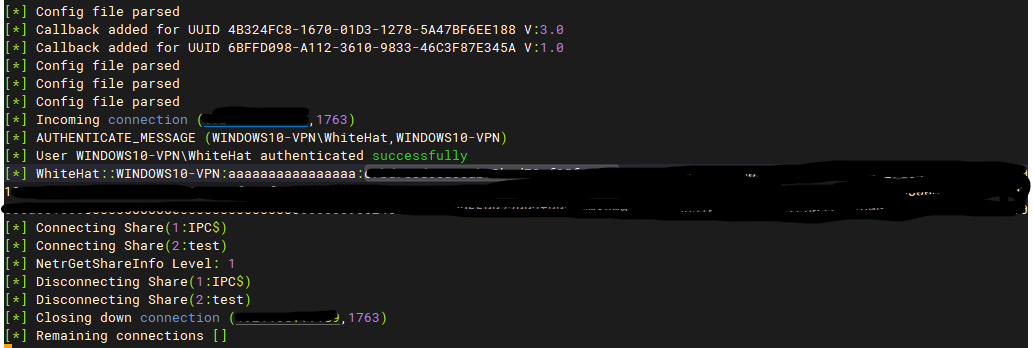 [*] Config file parsed
[*] Callback added for UUID 4B324FC8-1670-01D3-1278-5A47BF6EE188 V:3.0
[*] Callback added for UUID 6BFFD098-A112-3610-9833-46C3F87E345A V:1.0
[*] Config file parsed
[*] Config file parsed
[*] Config file parsed
[*] Incoming connection (,1763)
[*] AUTHENTICATE_MESSAGE (WINDOWS10-VPN\WhiteHat,WINDOWS10-VPN)
[*] User WINDOWS10-VPN\WhiteHat authenticated successfully
[*] WhiteHat::WINDOWS10-VPN:aaaaaaaaaaaaaaaa:
[*] Connecting Share(1:IPC$)
[*] Connecting Share(2:test)
[*] NetrGetShareInfo Level: 1
[*] Disconnecting Share(1:IPC$)
[*] Disconnecting Share(2:test)
[*] Closing down connection (,1763)
[*] Remaining connections []